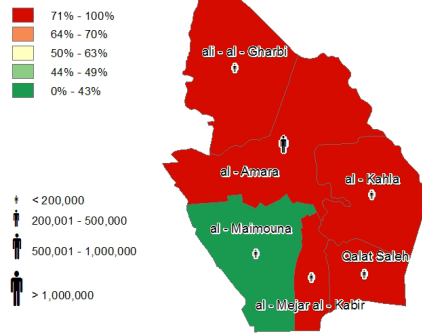 71% - 100%
64% - 70%
50% - 63%
44% - 49%
0% - 43%
ali - al - Gharbi
al - Amara
al - Kahla
< 200,000
200,001 - 500,000
500,001 - 1,000,000
> 1,000,000
al - Maimouna
Qalat Saleh
al - Mejar al - Kabir